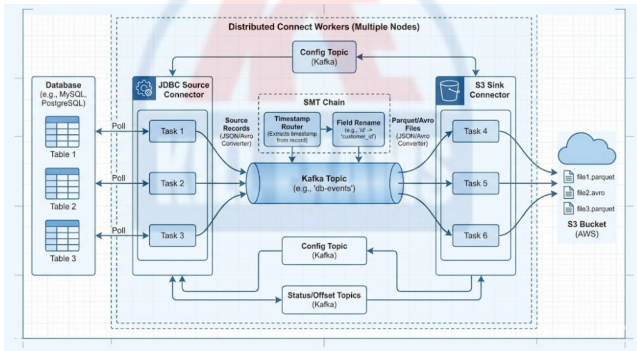 Distributed Connect Workers (Multiple Nodes)
Config Topic
(Kafka)
Database
(e.g., MySQL,
PostgreSQL)
Table 1
Table 2
Table 3
Poll
Poll
Poll
JDBC Source
Connector
Task 1
Task 2
Task 3
Source
Records
(JSON/Avro
Converter)
SMT Chain
Timestamp
Router
(Extracts timestamp
from record)
Field Rename
(e.g., 'id' ->
'customer_id')
Parquet/Avro
Files
(JSON/Avro
Converter)
Kafka Topic
(e.g., 'db-events')
S3 Sink
Connector
Task 4
Task 5
Task 6
file1.parquet
file2.avro
file3.parquet
S3 Bucket
(AWS)
Config Topic
(Kafka)
Status/Offset Topics
(Kafka)